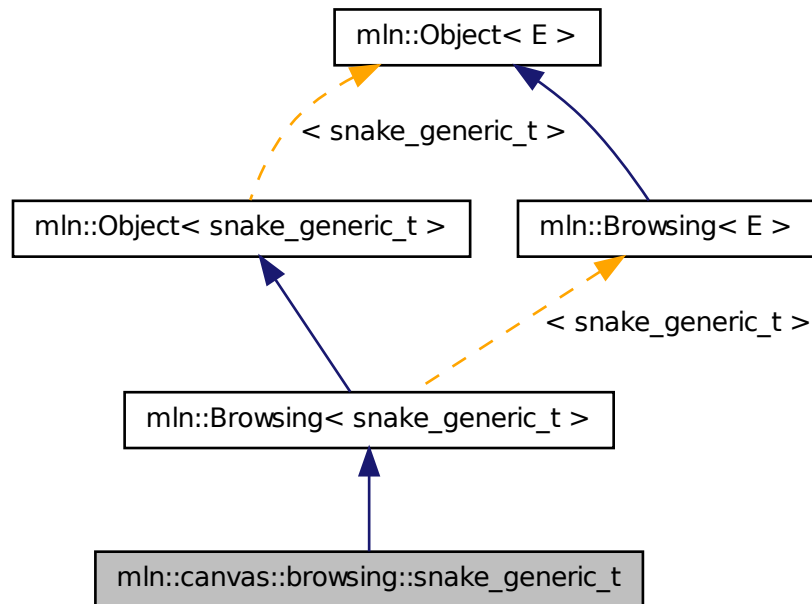 mln::Object< E >
< snake_generic_t >
mln::Object< snake_generic_t >
mln::Browsing< E >
< snake_generic_t >
mln::Browsing< snake_generic_t >
mln::canvas::browsing::snake_generic_t